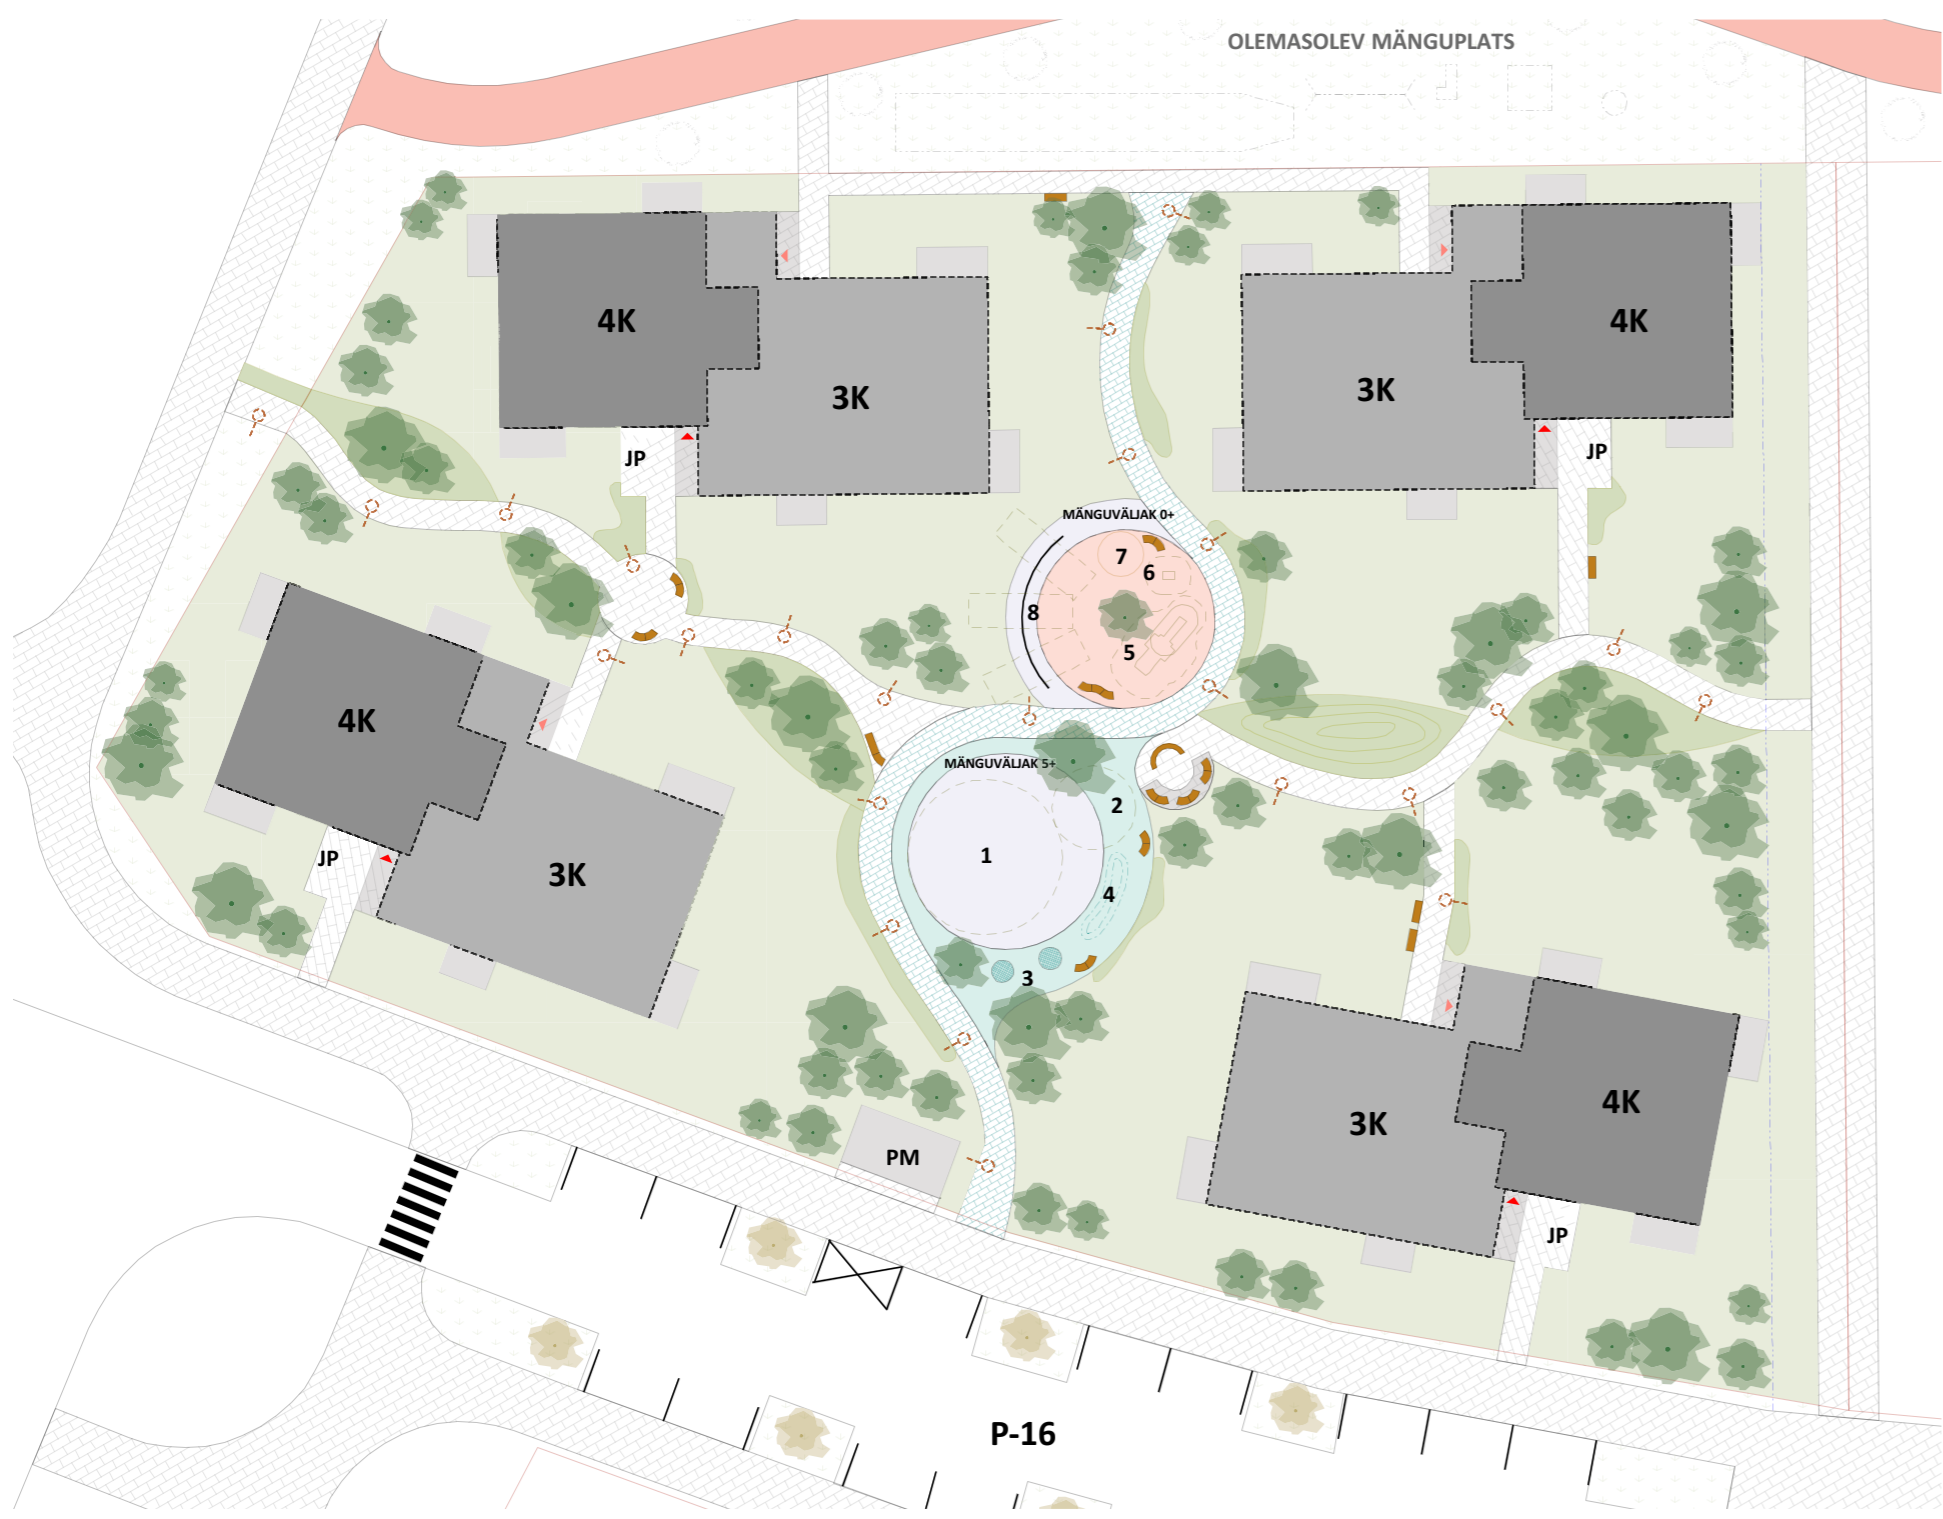 OLEMASOLEV MÄNGUPLATS
4K
4K
3K
3K
JP
JP
MÄNGUVÄLJAK 0+
7
6
8
5
4K
MÄNGUVÄLJAK 5+
2
1
JP
3K
4
3
4K
3K
PM
JP
P-16